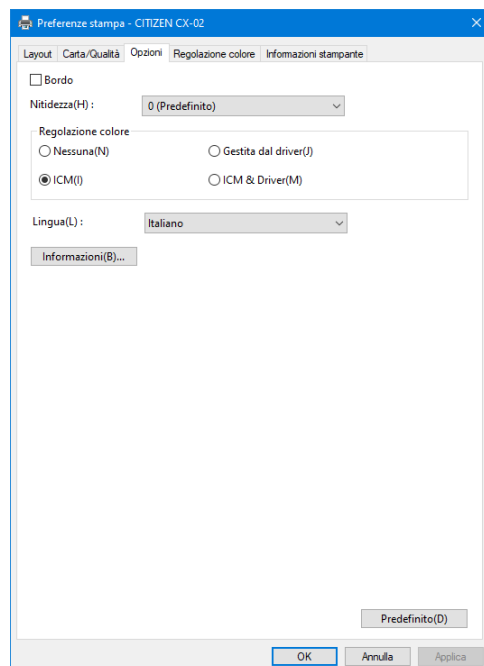 Preferenze stampa - CITIZEN CX-02
Layout Carta/Qualità Opzioni Regolazione colore Informazioni stampante
Bordo
Nitidezza(H) : 0 (Predefinito)
Regolazione colore
Nessuna(N) Gestita dal driver(J)
ICM(I) ICM & Driver(M)
Lingua(L) : Italiano
Informazioni(B)...
Predefinito(D)
OK Annulla Applica